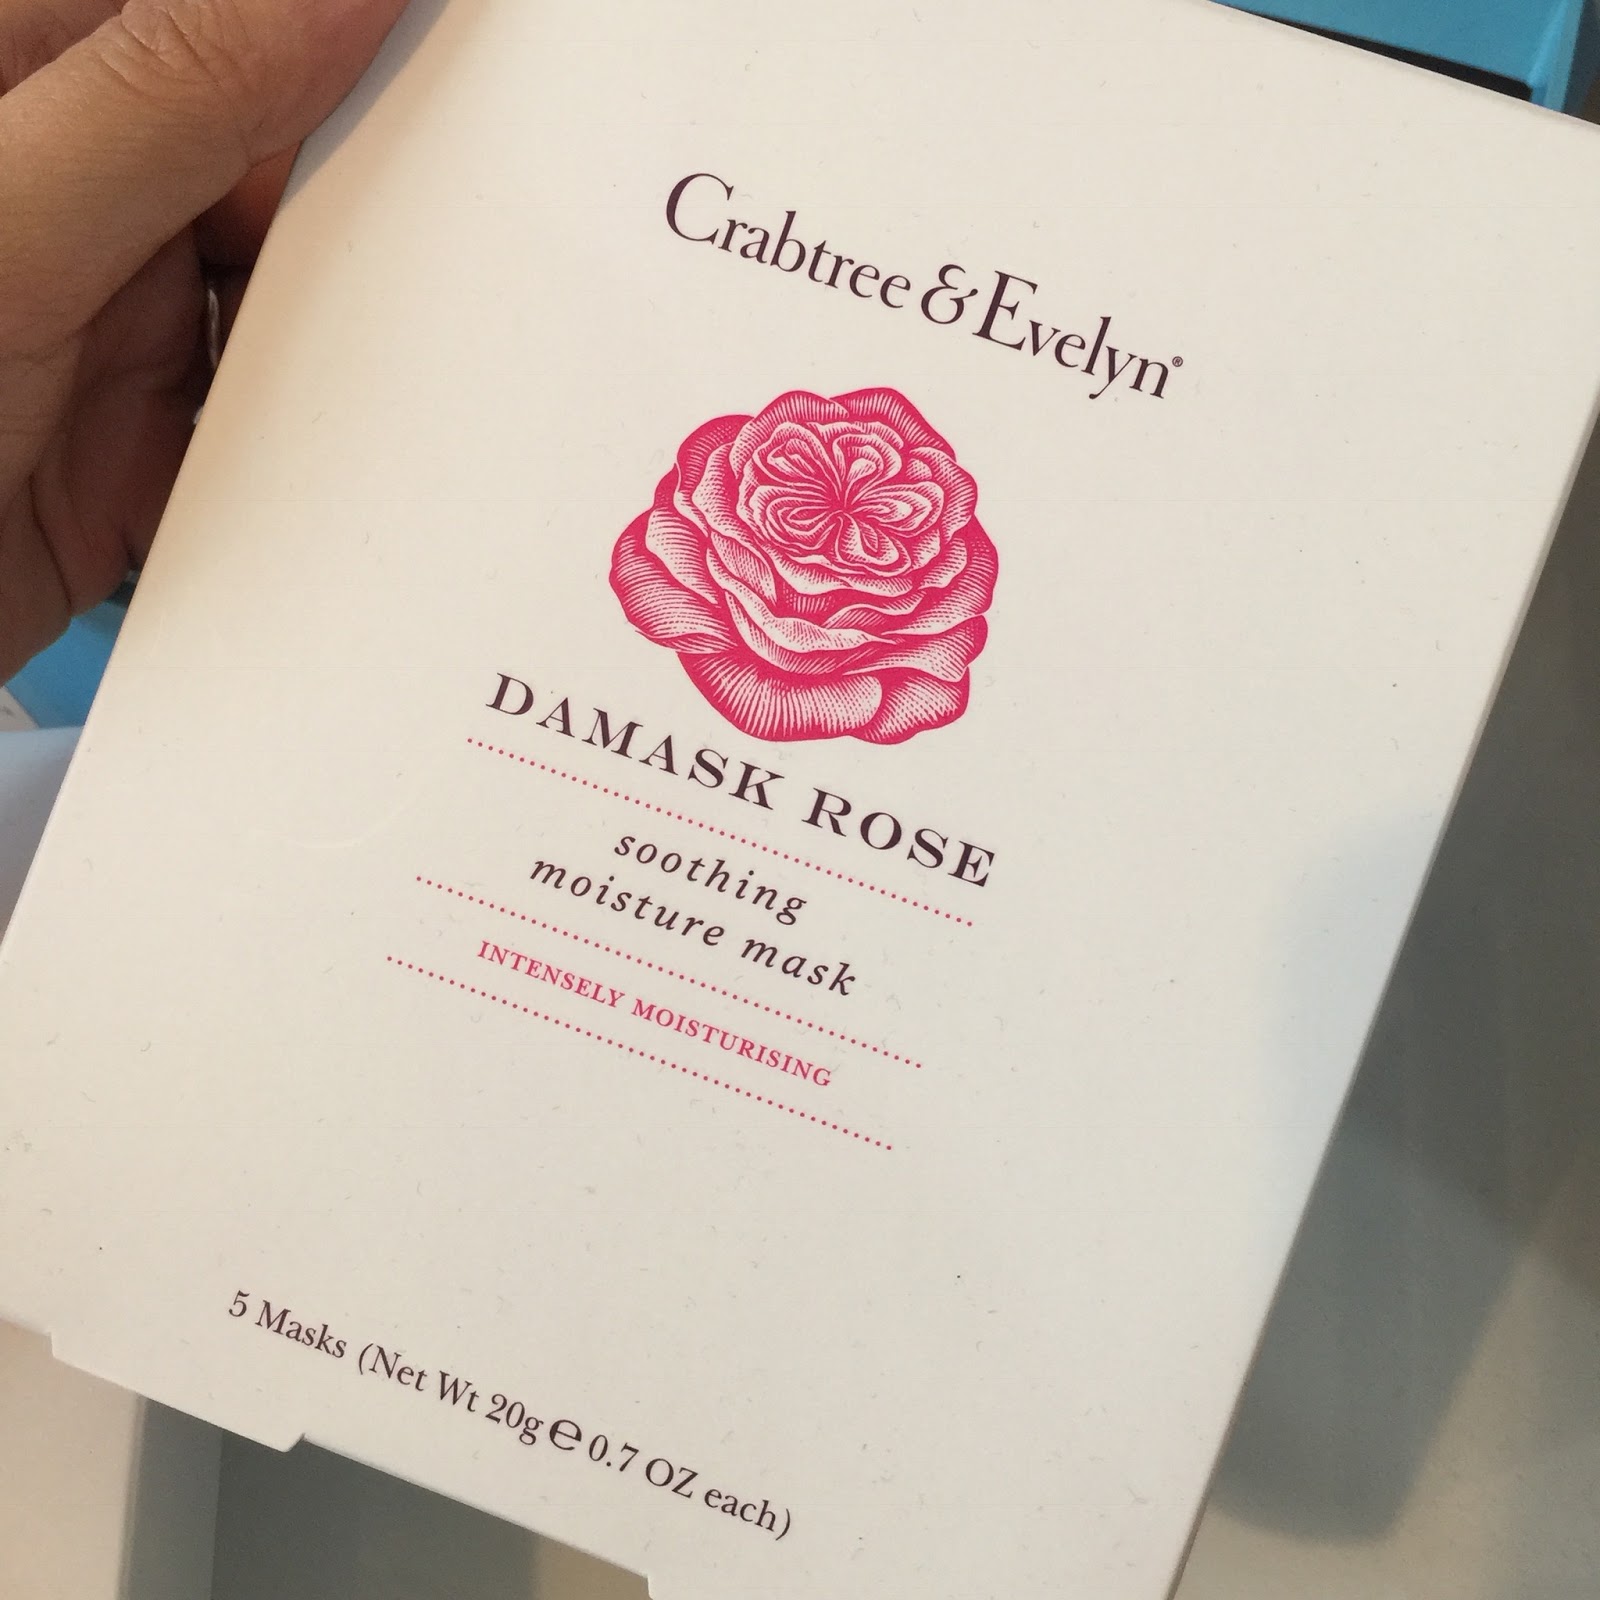 Crabtree & Evelyn®
DAMASK ROSE
soothing
moisture mask
INTENSELY MOISTURISING
5 Masks (Net Wt 20g ℮ 0.7 OZ each)